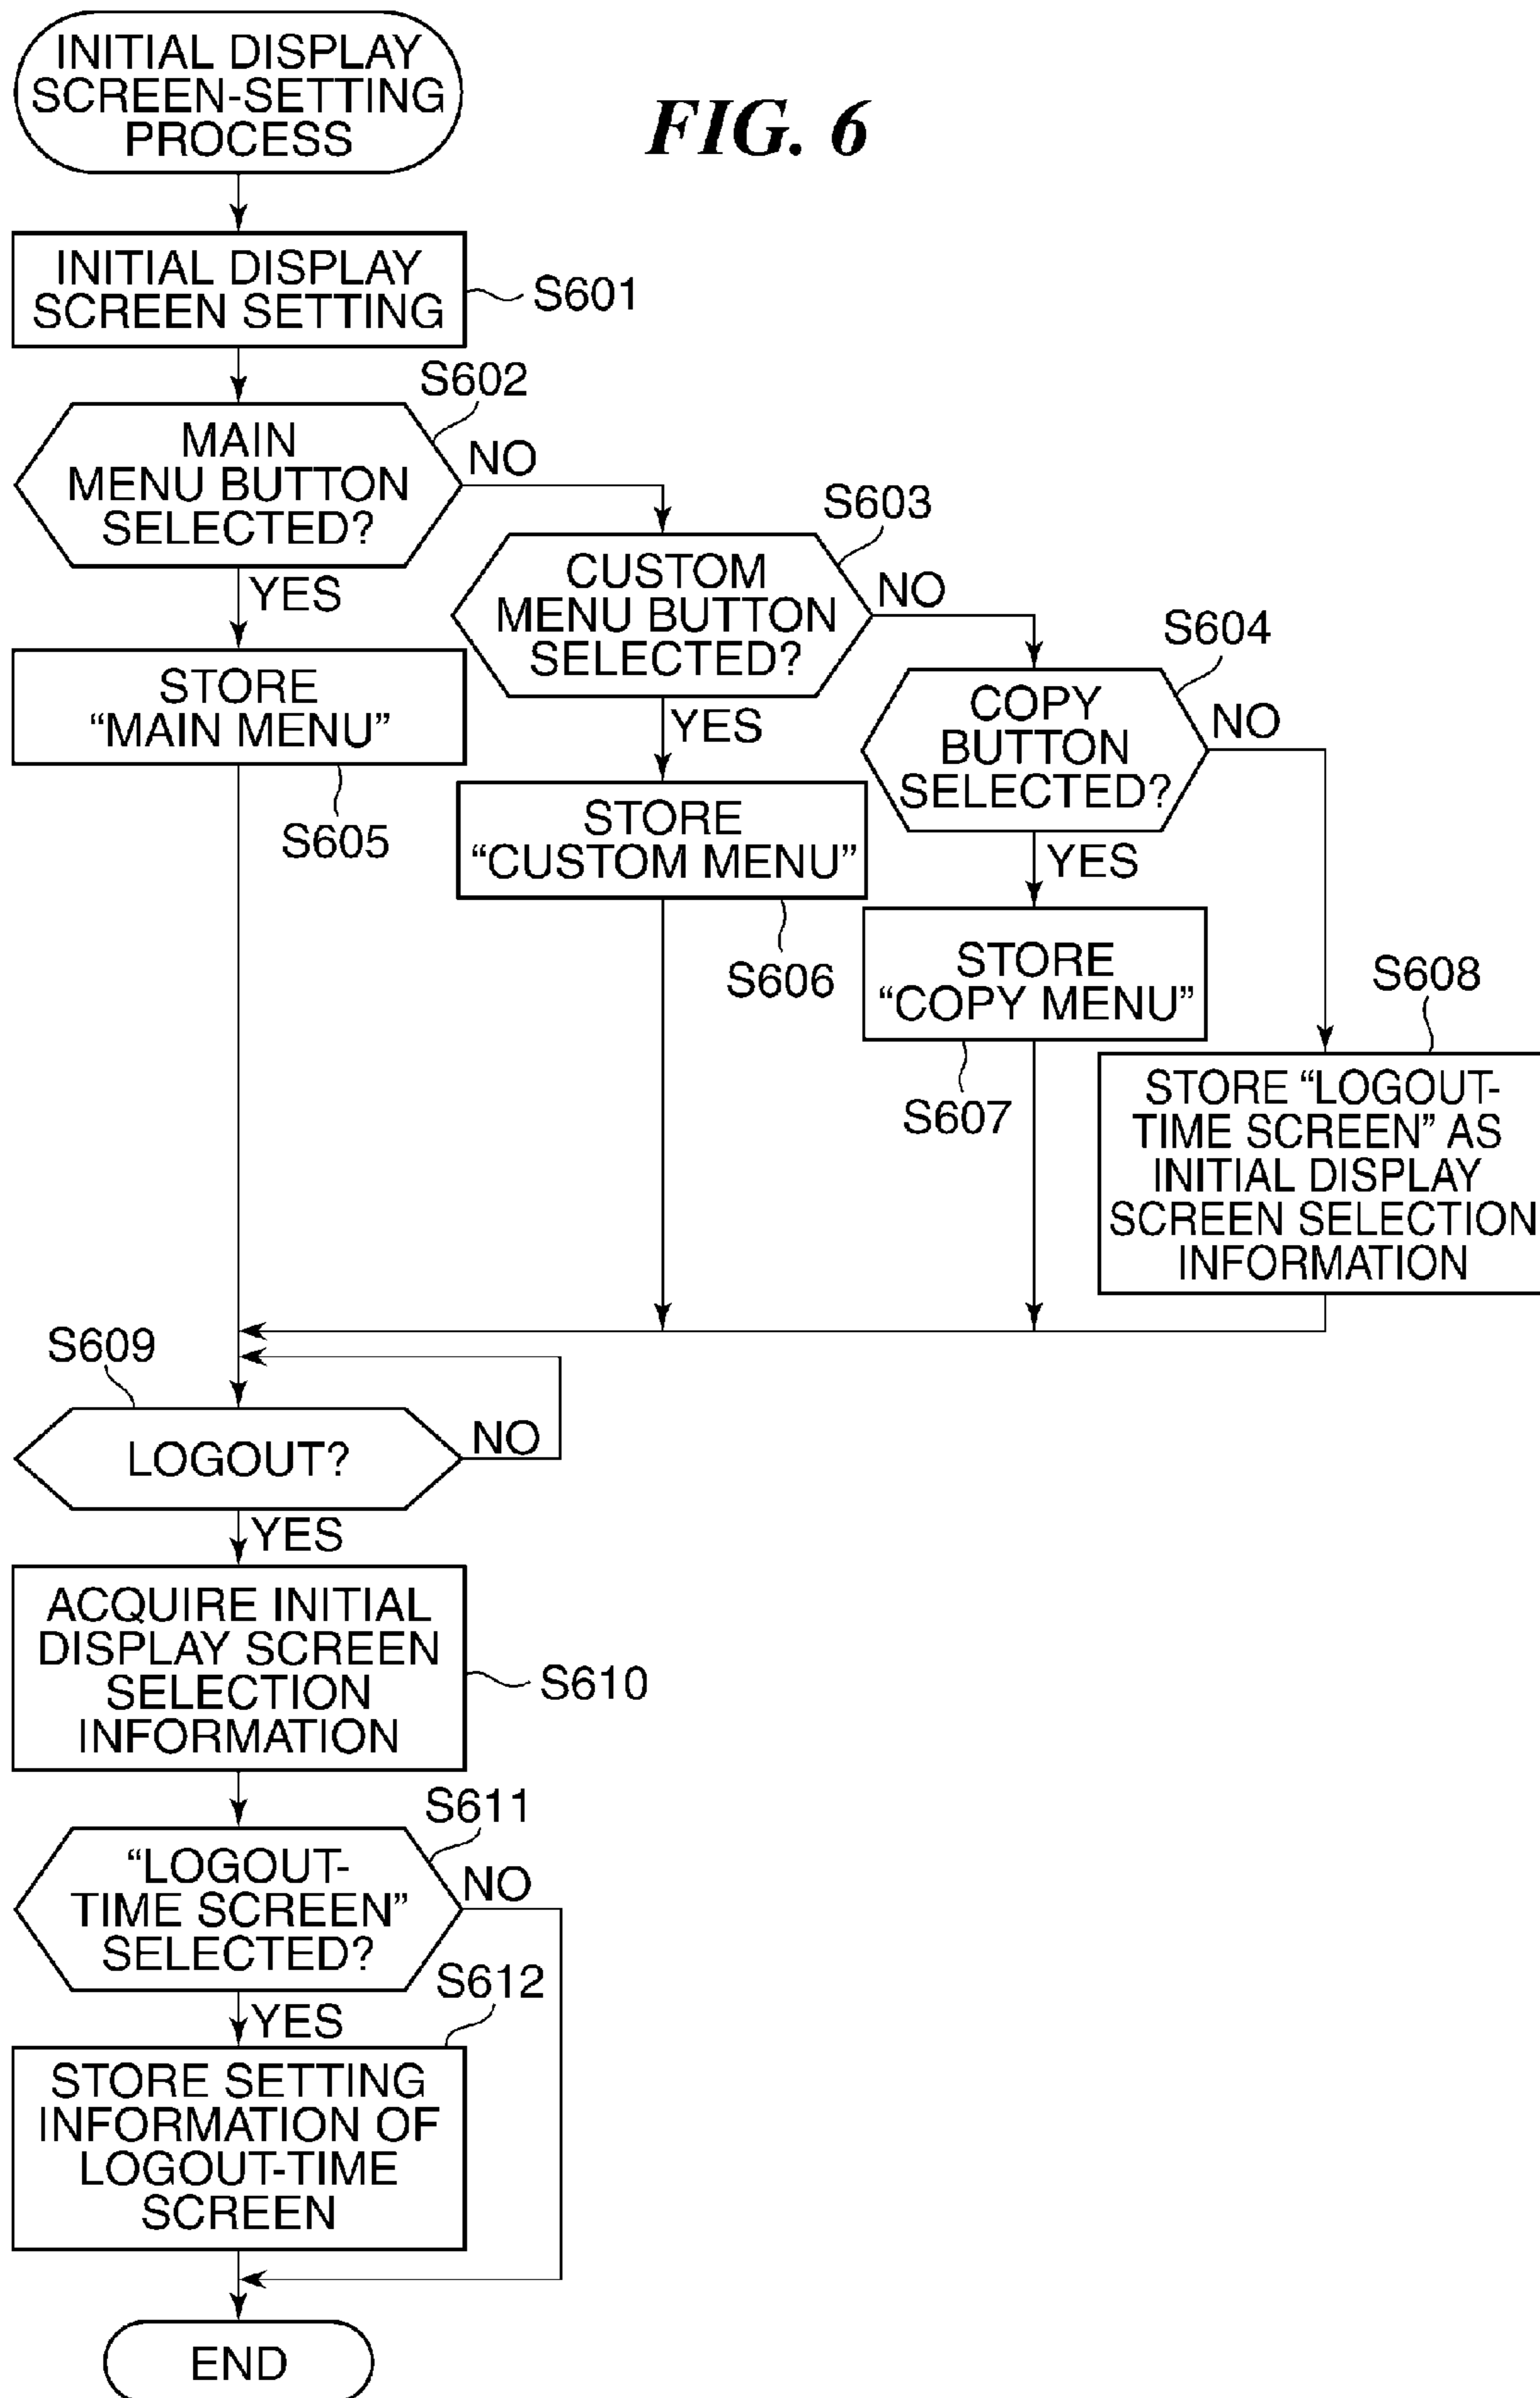 INITIAL DISPLAY
SCREEN-SETTING
PROCESS
FIG. 6
INITIAL DISPLAY
SCREEN SETTING
S601
S602
MAIN
MENU BUTTON
SELECTED?
NO
YES
S603
CUSTOM
MENU BUTTON
SELECTED?
NO
YES
S604
COPY
BUTTON
SELECTED?
NO
YES
STORE
“MAIN MENU”
S605
STORE
“CUSTOM MENU”
S606
STORE
“COPY MENU”
S607
S608
STORE “LOGOUT-
TIME SCREEN” AS
INITIAL DISPLAY
SCREEN SELECTION
INFORMATION
S609
LOGOUT?
NO
YES
ACQUIRE INITIAL
DISPLAY SCREEN
SELECTION
INFORMATION
S610
S611
“LOGOUT-
TIME SCREEN”
SELECTED?
NO
YES
S612
STORE SETTING
INFORMATION OF
LOGOUT-TIME
SCREEN
END